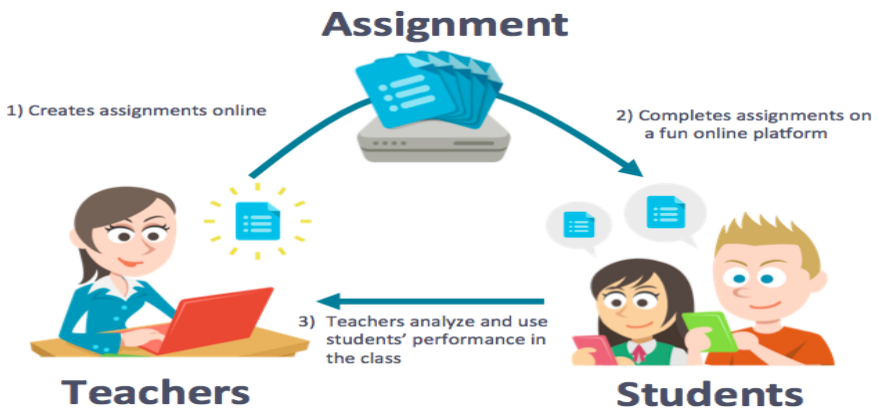 Assignment
1) Creates assignments online
2) Completes assignments on
a fun online platform
3) Teachers analyze and use
students’ performance in
the class
Teachers
Students